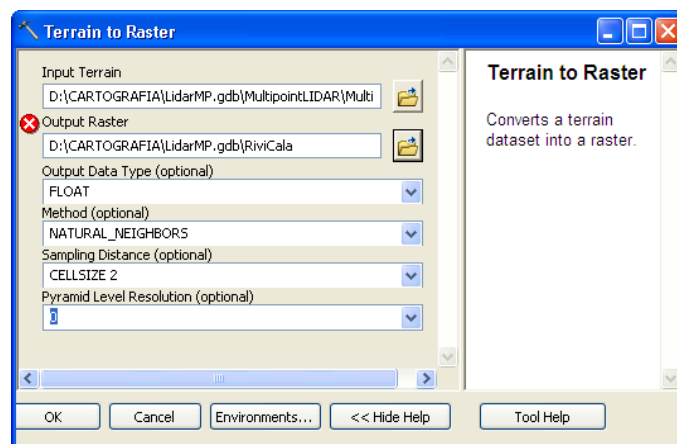 Terrain to Raster
Input Terrain
D:\CARTOGRAFIA\LidarMP.gdb\MultipointLIDAR\Multi
Output Raster
D:\CARTOGRAFIA\LidarMP.gdb\RiviCala
Output Data Type (optional)
FLOAT
Method (optional)
NATURAL_NEIGHBORS
Sampling Distance (optional)
CELLSIZE 2
Pyramid Level Resolution (optional)
0
Terrain to Raster
Converts a terrain
dataset into a raster.
OK
Cancel
Environments...
<< Hide Help
Tool Help